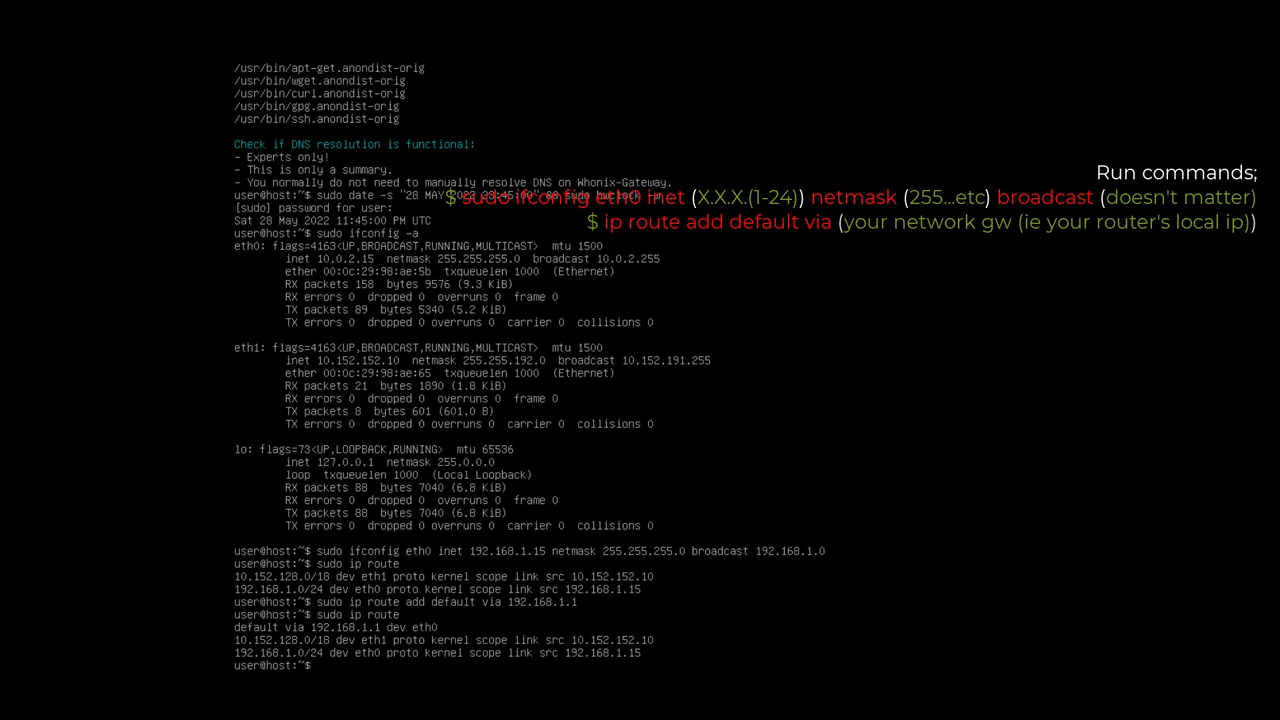 /usr/bin/apt-get.anondist-orig
/usr/bin/wget.anondist-orig
/usr/bin/curl.anondist-orig
/usr/bin/gpg.anondist-orig
/usr/bin/ssh.anondist-orig
Check if DNS resolution is functional:
- Experts only!
- This is only a summary.
- You normally do not need to manually resolve DNS on Whonix-Gateway.
user@host:~$ sudo date -s "28 MAY 2022 23:45:00" && sudo hwclock -w
[sudo] password for user:
Sat 28 May 2022 11:45:00 PM UTC
user@host:~$ sudo ifconfig -a
eth0: flags=4163<UP,BROADCAST,RUNNING,MULTICAST>  mtu 1500
inet 10.0.2.15  netmask 255.255.255.0  broadcast 10.0.2.255
ether 00:0c:29:98:ae:5b  txqueuelen 1000  (Ethernet)
RX packets 158  bytes 9576 (9.3 KiB)
RX errors 0  dropped 0  overruns 0  frame 0
TX packets 89  bytes 5340 (5.2 KiB)
TX errors 0  dropped 0 overruns 0  carrier 0  collisions 0
eth1: flags=4163<UP,BROADCAST,RUNNING,MULTICAST>  mtu 1500
inet 10.152.152.10  netmask 255.255.192.0  broadcast 10.152.191.255
ether 00:0c:29:98:ae:65  txqueuelen 1000  (Ethernet)
RX packets 21  bytes 1890 (1.8 KiB)
RX errors 0  dropped 0  overruns 0  frame 0
TX packets 8  bytes 601 (601.0 B)
TX errors 0  dropped 0 overruns 0  carrier 0  collisions 0
lo: flags=73<UP,LOOPBACK,RUNNING>  mtu 65536
inet 127.0.0.1  netmask 255.0.0.0
loop  txqueuelen 1000  (Local Loopback)
RX packets 88  bytes 7040 (6.8 KiB)
RX errors 0  dropped 0  overruns 0  frame 0
TX packets 88  bytes 7040 (6.8 KiB)
TX errors 0  dropped 0 overruns 0  carrier 0  collisions 0
user@host:~$ sudo ifconfig eth0 inet 192.168.1.15 netmask 255.255.255.0 broadcast 192.168.1.0
user@host:~$ sudo ip route
10.152.128.0/18 dev eth1 proto kernel scope link src 10.152.152.10
192.168.1.0/24 dev eth0 proto kernel scope link src 192.168.1.15
user@host:~$ sudo ip route add default via 192.168.1.1
user@host:~$ sudo ip route
default via 192.168.1.1 dev eth0
10.152.128.0/18 dev eth1 proto kernel scope link src 10.152.152.10
192.168.1.0/24 dev eth0 proto kernel scope link src 192.168.1.15
user@host:~$
Run commands;
$ sudo ifconfig eth0 inet (X.X.X.(1-24)) netmask (255...etc) broadcast (doesn't matter)
$ ip route add default via (your network gw (ie your router's local ip))